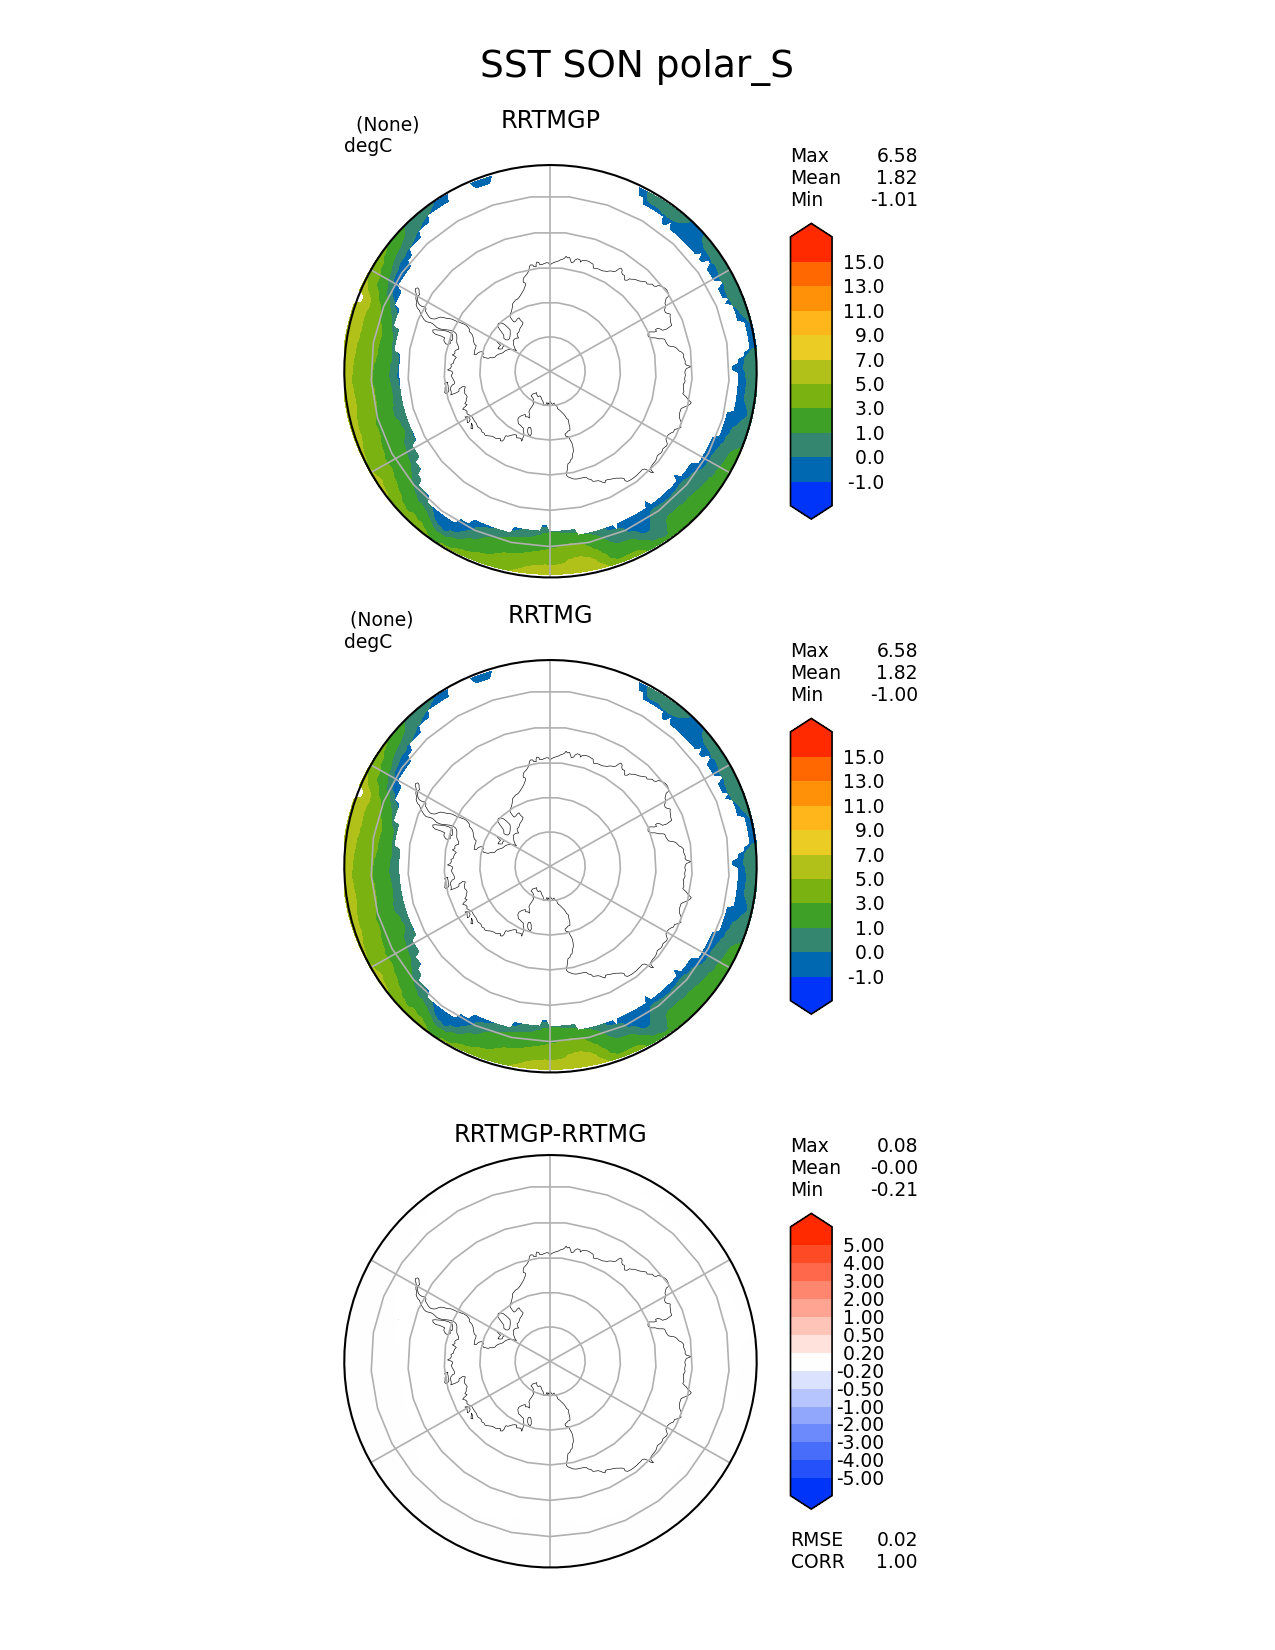 SST SON polar_S
(None)
degC
RRTMGP
Max 6.58
Mean 1.82
Min -1.01
15.0
13.0
11.0
9.0
7.0
5.0
3.0
1.0
0.0
-1.0
(None)
degC
RRTMG
Max 6.58
Mean 1.82
Min -1.00
15.0
13.0
11.0
9.0
7.0
5.0
3.0
1.0
0.0
-1.0
RRTMGP-RRTMG
Max 0.08
Mean -0.00
Min -0.21
5.00
4.00
3.00
2.00
1.00
0.50
0.20
-0.20
-0.50
-1.00
-2.00
-3.00
-4.00
-5.00
RMSE 0.02
CORR 1.00